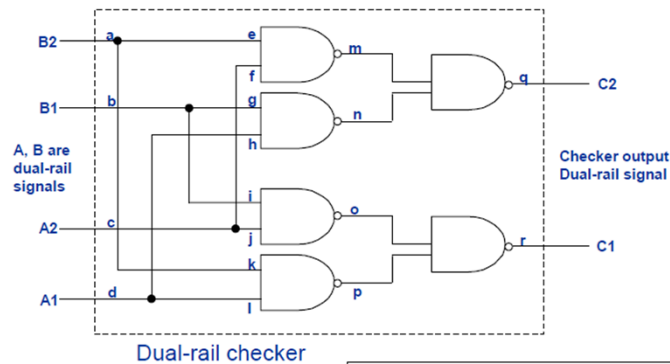 B2
a
e
f
m
q
C2
B1
b
g
h
n
A, B are
dual-rail
signals
Checker output
Dual-rail signal
i
o
A2
c
j
k
r
C1
A1
d
l
p
Dual-rail checker